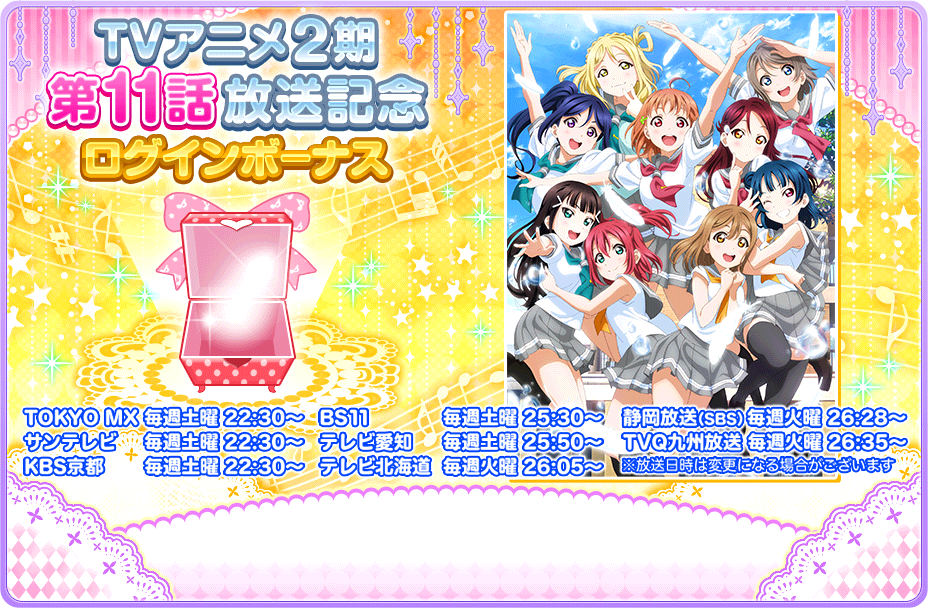 TVアニメ2期
第11話 放送記念
ログインボーナス
TOKYO MX 毎週土曜 22:30～
サンテレビ 毎週土曜 22:30～
KBS京都 毎週土曜 22:30～
BS11 毎週土曜 25:30～
テレビ愛知 毎週土曜 25:50～
テレビ北海道 毎週火曜 26:05～
静岡放送(SBS) 毎週火曜 26:28～
TVQ九州放送 毎週火曜 26:35～
※放送日時は変更になる場合がございます